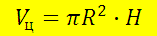 Vц = πR² · H